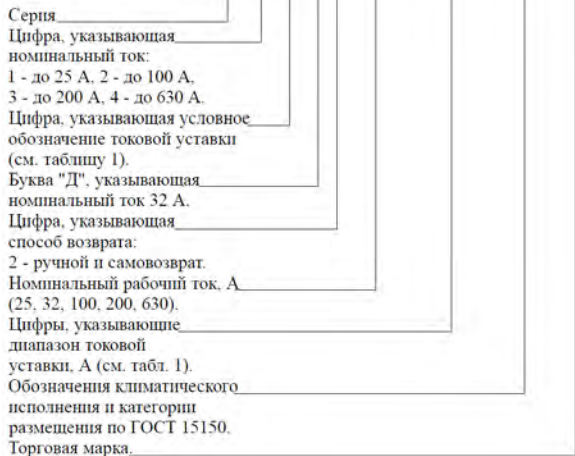 Серия
Цифра, указывающая
номинальный ток:
1 - до 25 А, 2 - до 100 А,
3 - до 200 А, 4 - до 630 А.
Цифра, указывающая условное
обозначение токовой уставки
(см. таблицу 1).
Буква "Д", указывающая
номинальный ток 32 А.
Цифра, указывающая
способ возврата:
2 - ручной и самовозврат.
Номинальный рабочий ток, А
(25, 32, 100, 200, 630).
Цифры, указывающие
диапазон токовой
уставки, А (см. табл. 1).
Обозначения климатического
исполнения и категории
размещения по ГОСТ 15150.
Торговая марка.